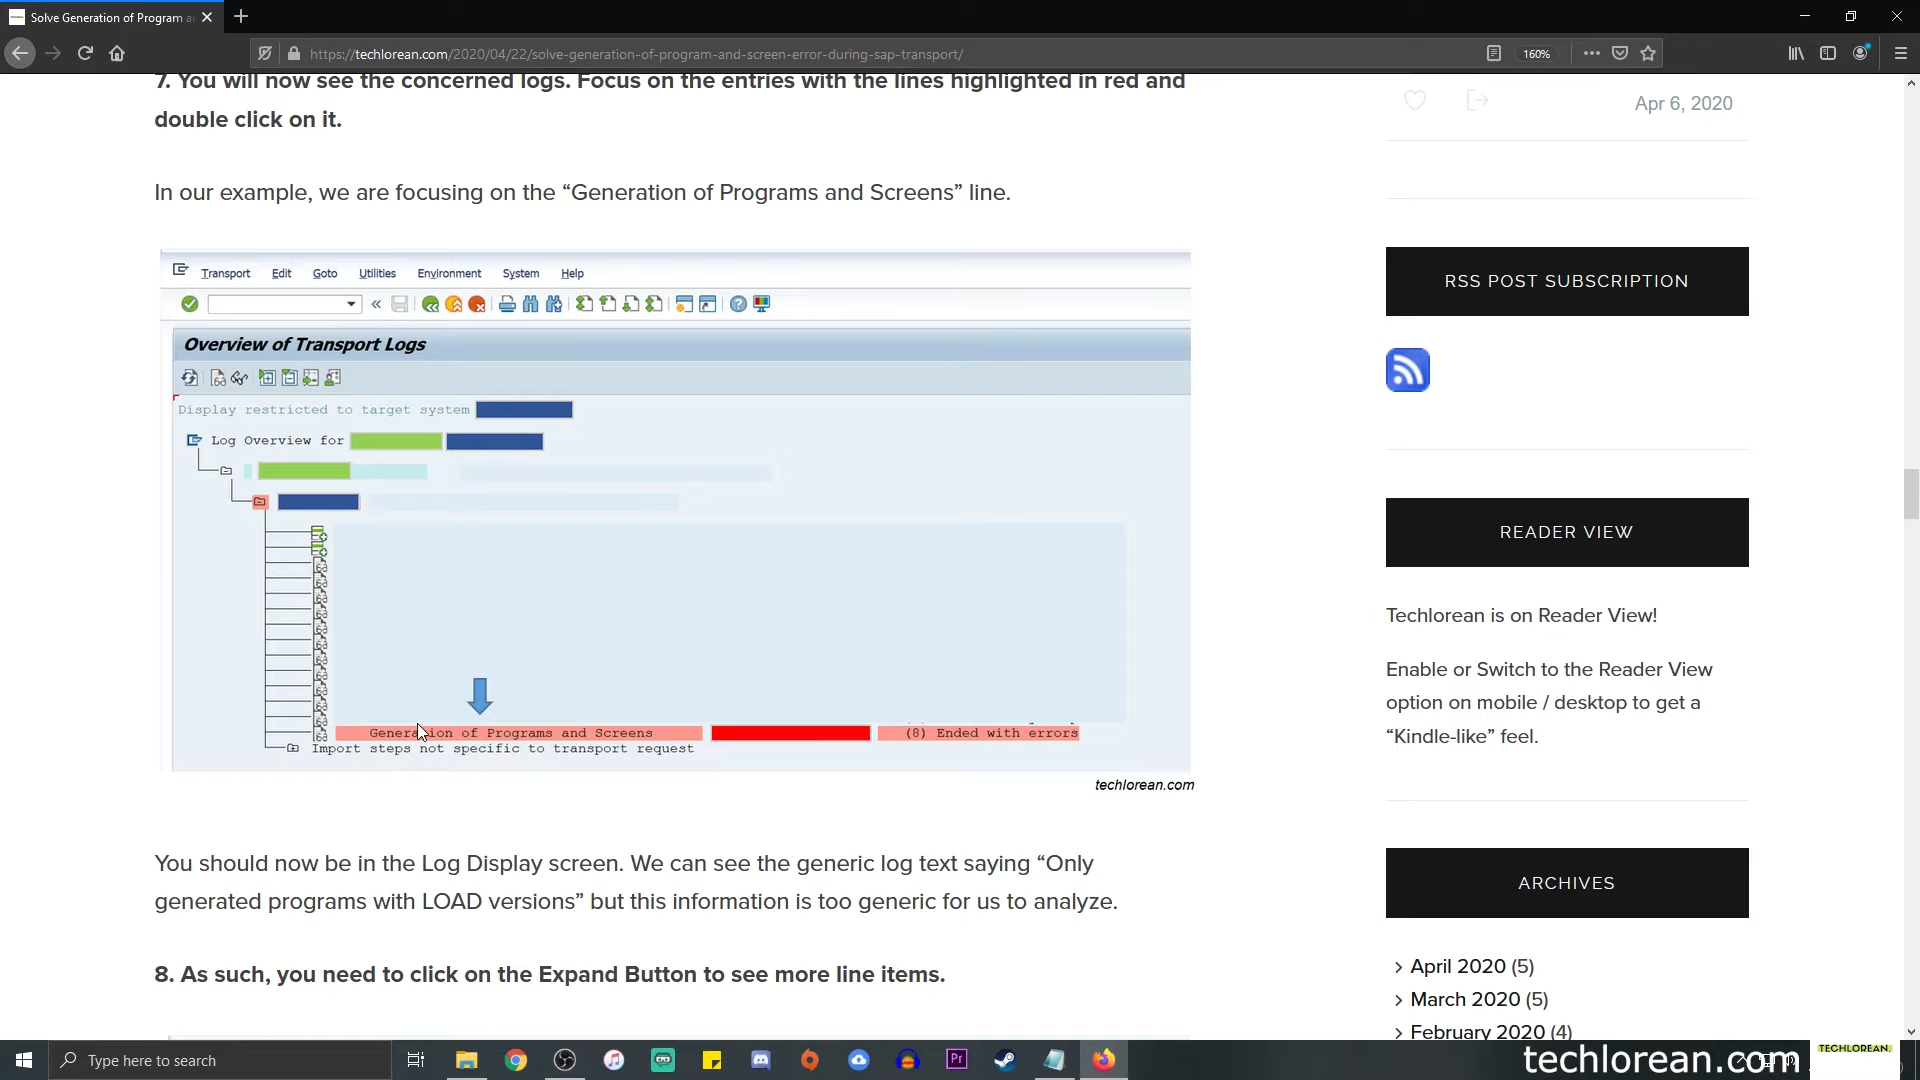 Solve Generation of Program a
https://techlorean.com/2020/04/22/solve-generation-of-program-and-screen-error-during-sap-transport/
160%
7. You will now see the concerned logs. Focus on the entries with the lines highlighted in red and
double click on it.
In our example, we are focusing on the “Generation of Programs and Screens” line.
Transport Edit Goto Utilities Environment System Help
Overview of Transport Logs
Display restricted to target system
Log Overview for
Generation of Programs and Screens (8) Ended with errors
Import steps not specific to transport request
techlorean.com
You should now be in the Log Display screen. We can see the generic log text saying “Only
generated programs with LOAD versions” but this information is too generic for us to analyze.
8. As such, you need to click on the Expand Button to see more line items.
Apr 6, 2020
RSS POST SUBSCRIPTION
READER VIEW
Techlorean is on Reader View!
Enable or Switch to the Reader View
option on mobile / desktop to get a
“Kindle-like” feel.
ARCHIVES
April 2020 (5)
March 2020 (5)
February 2020 (4)
Type here to search
Pr
techlorean.com
TECHLOREAN.